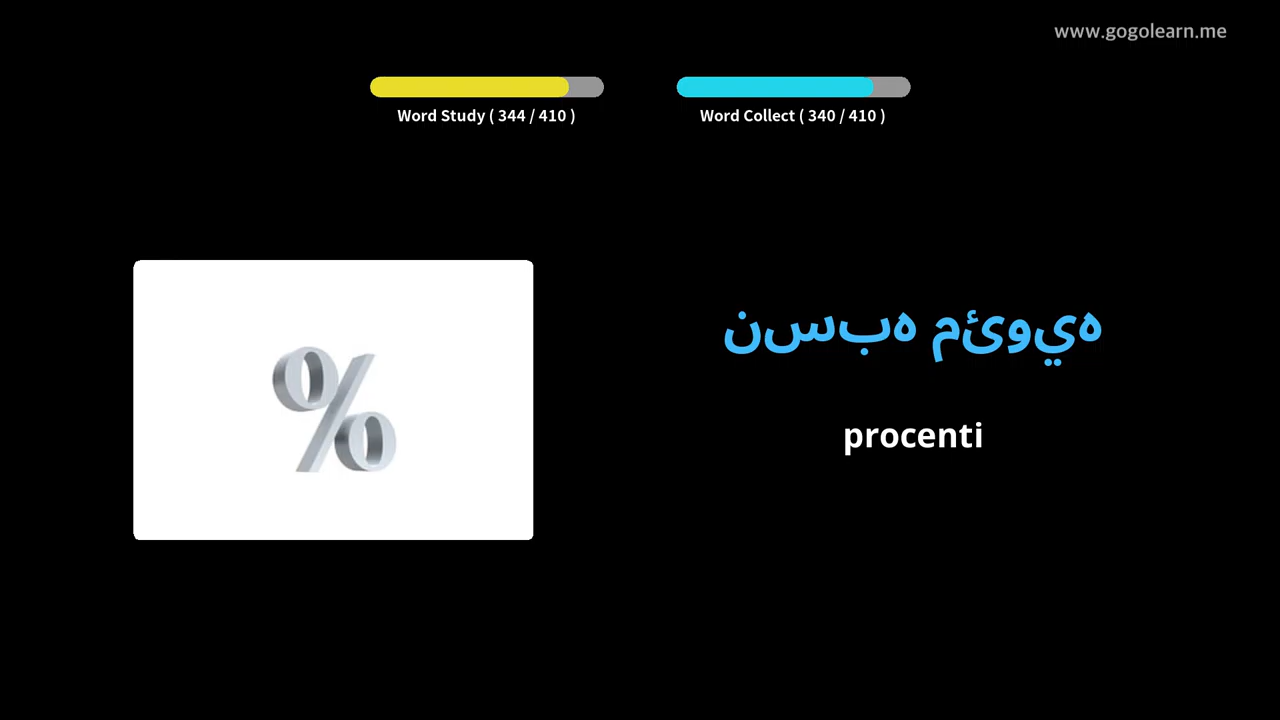 www.gogolearn.me
Word Study ( 344 / 410 )
Word Collect ( 340 / 410 )
نسبه مئويه
procenti